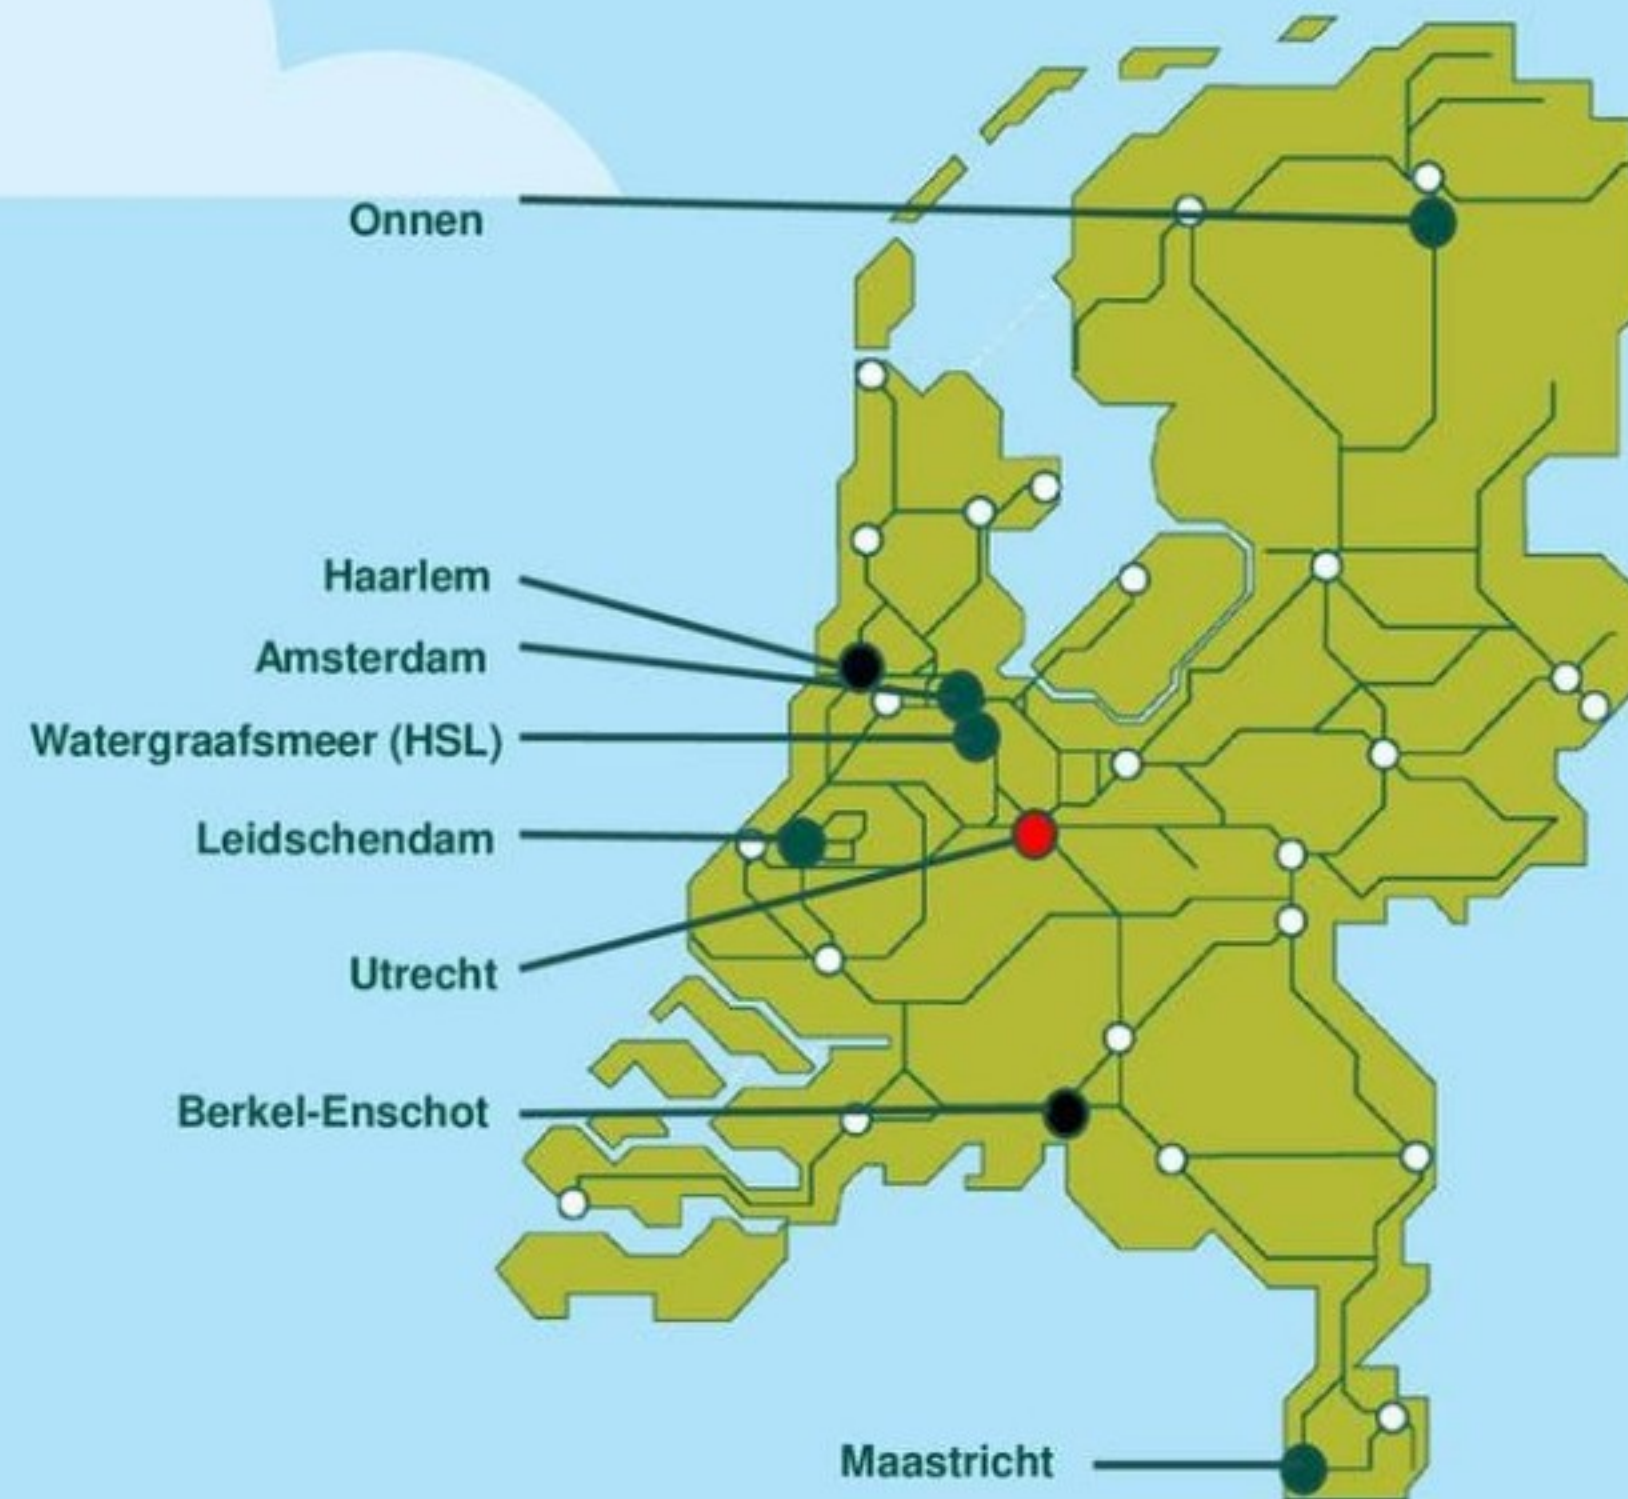 Onnen
Haarlem
Amsterdam
Watergraafsmeer (HSL)
Leidschendam
Utrecht
Berkel-Enschot
Maastricht